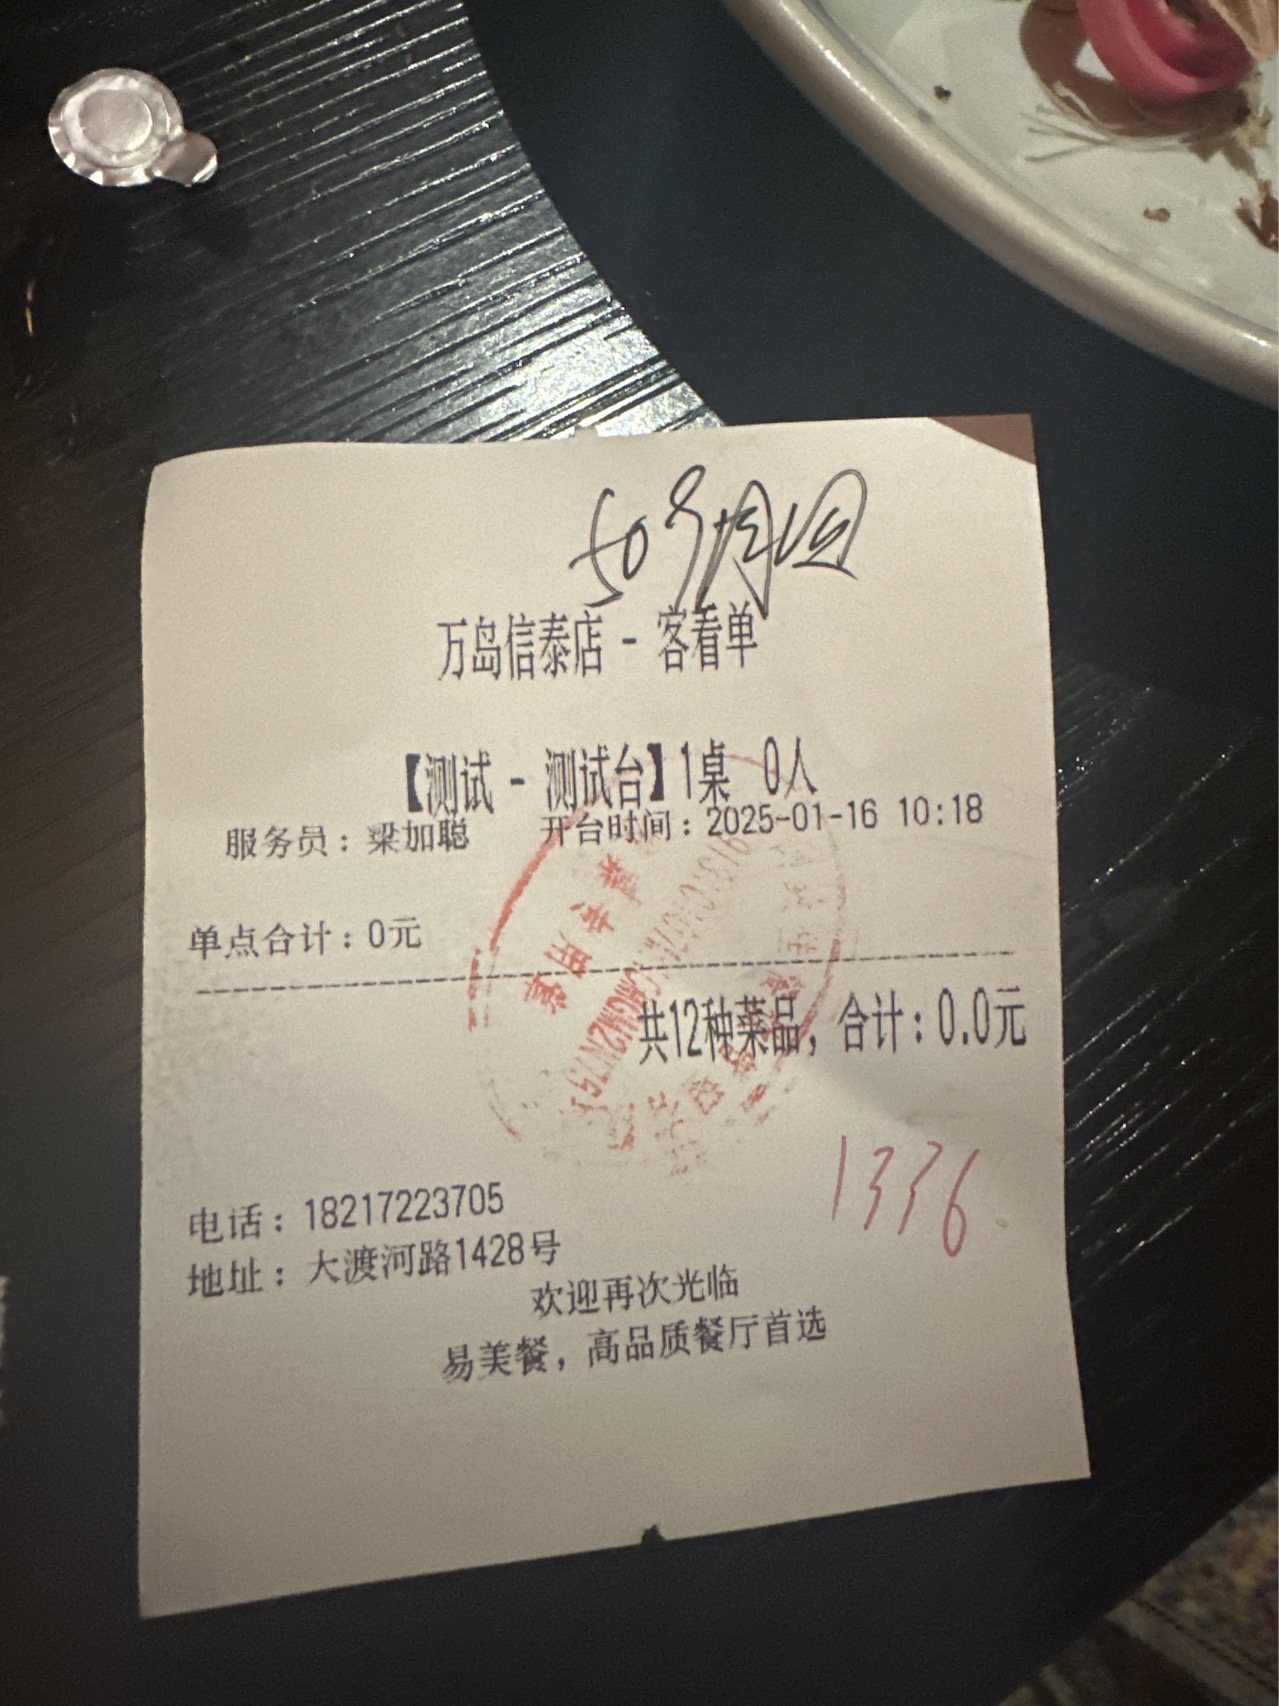 万岛信泰店 - 客看单
【测试 - 测试台】1桌 0人
服务员：梁加聪 开台时间：2025-01-16 10:18
单点合计：0元
共12种菜品，合计：0.0元
1336
电话：18217223705
地址：大渡河路1428号
欢迎再次光临
易美餐，高品质餐厅首选